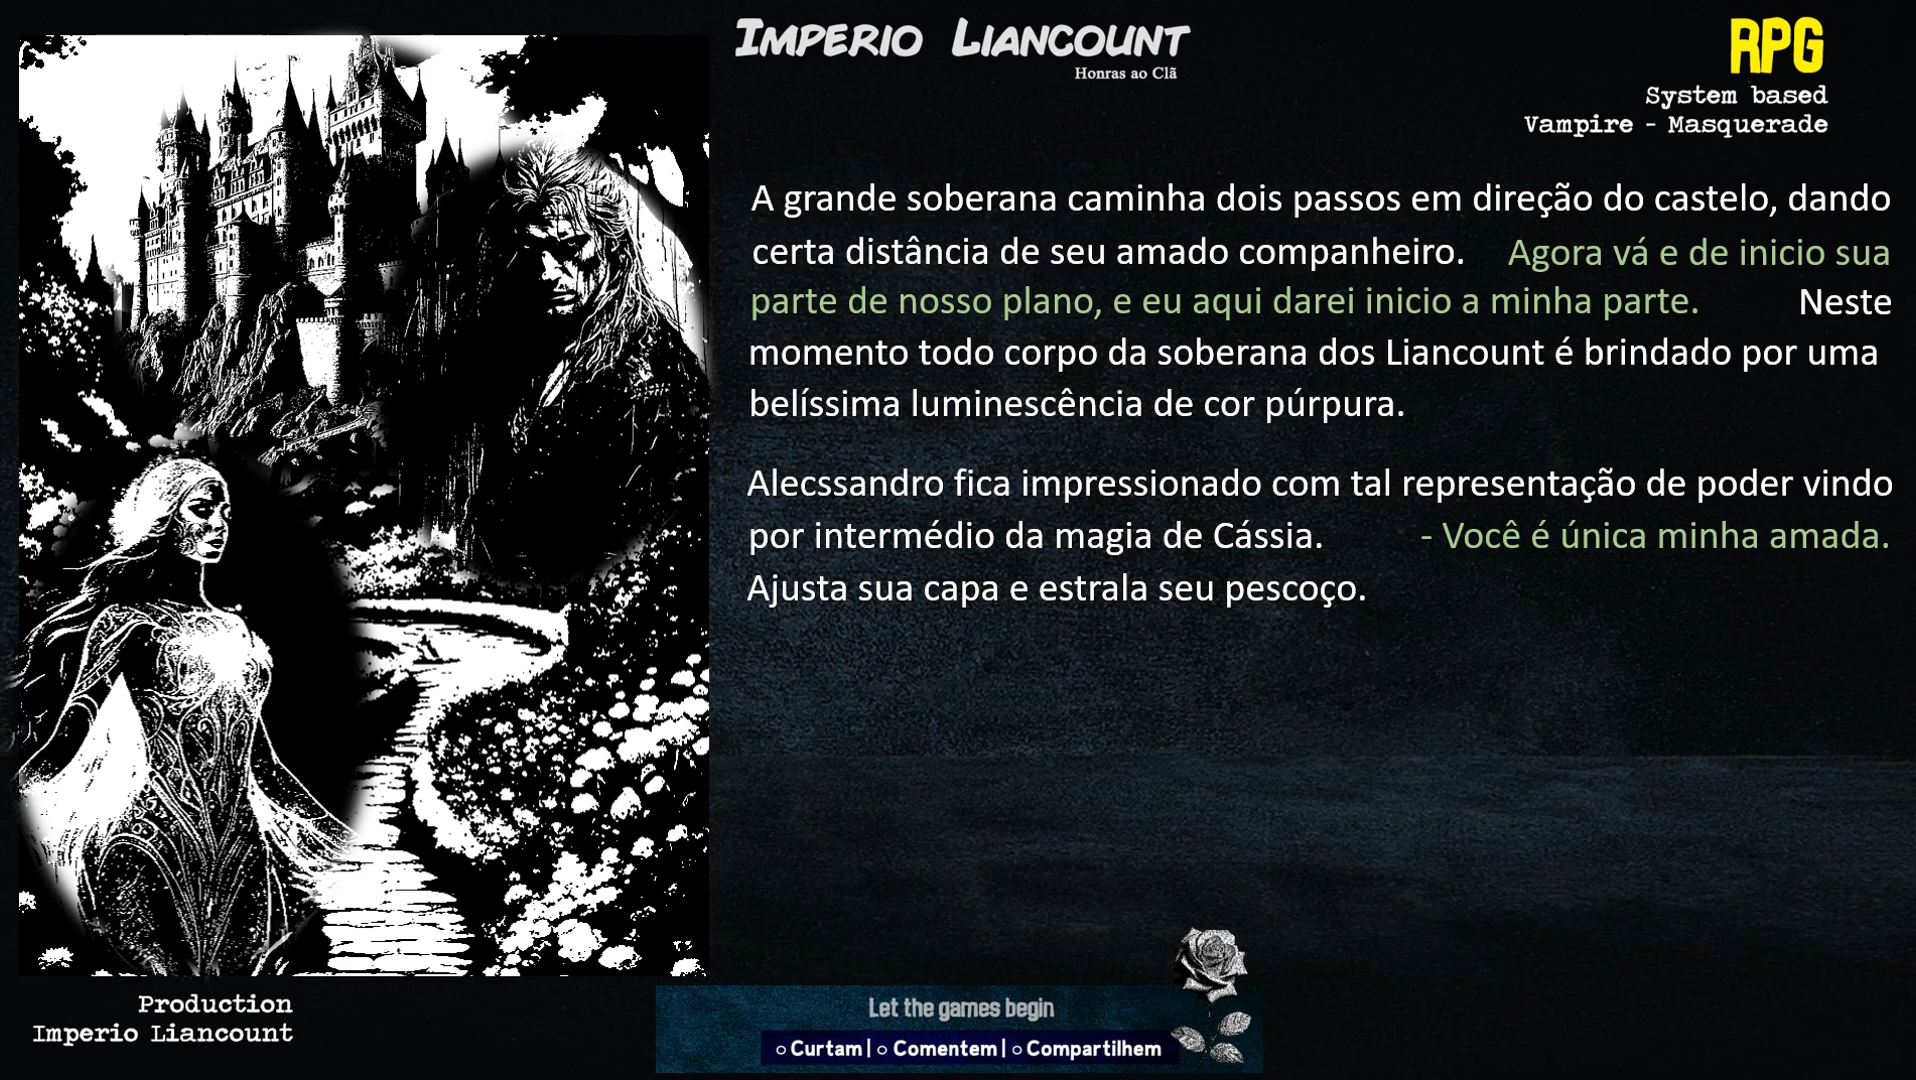 IMPERIO LIANCOUNT
Honras ao Clã
RPG
System based
Vampire - Masquerade
A grande soberana caminha dois passos em direção do castelo, dando
certa distância de seu amado companheiro. Agora vá e de inicio sua
parte de nosso plano, e eu aqui darei inicio a minha parte. Neste
momento todo corpo da soberana dos Liancount é brindado por uma
belíssima luminescência de cor púrpura.
Alecssandro fica impressionado com tal representação de poder vindo
por intermédio da magia de Cássia. - Você é única minha amada.
Ajusta sua capa e estrala seu pescoço.
Production
Imperio Liancount
Let the games begin
○ Curtam | ○ Comentem | ○ Compartilhem